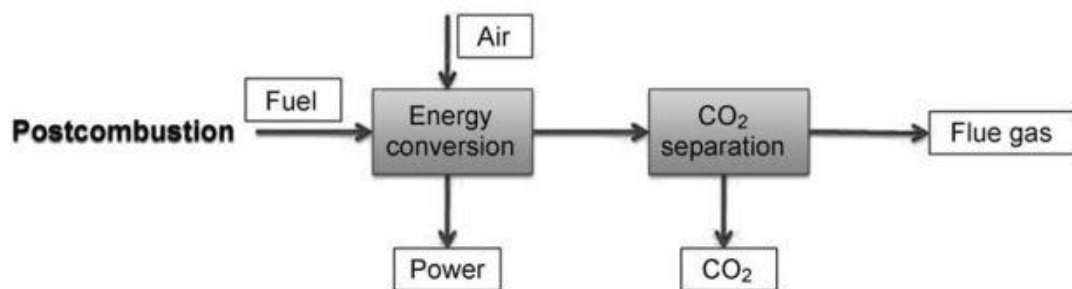 Air
Fuel
Postcombustion
Energy
conversion
CO₂
separation
Flue gas
Power
CO₂